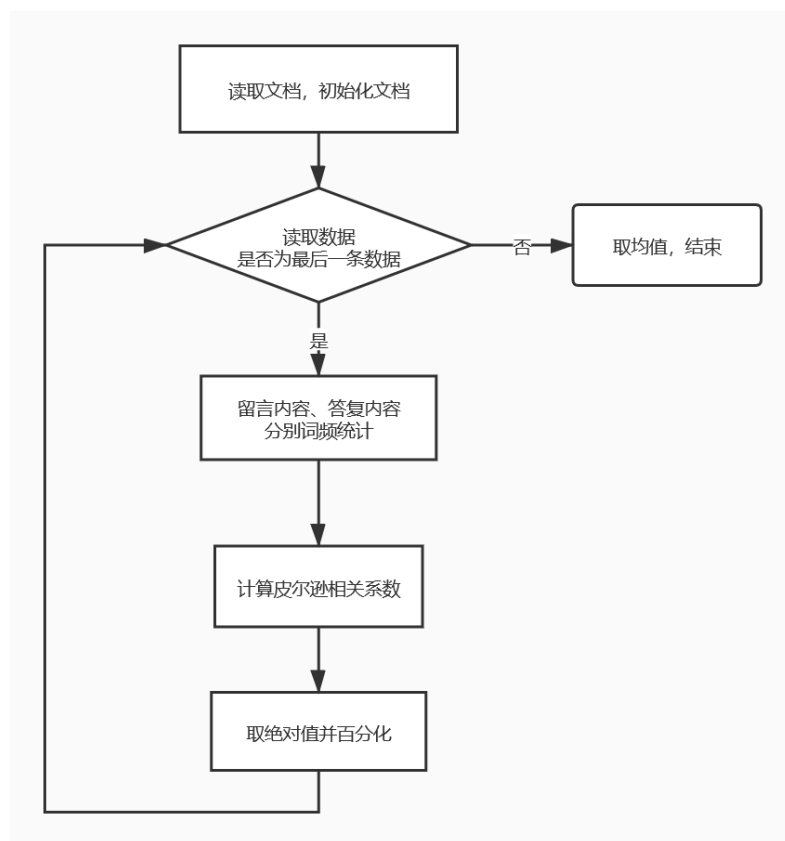 读取文档，初始化文档
读取数据
是否为最后一条数据
否
取均值，结束
是
留言内容、答复内容
分别词频统计
计算皮尔逊相关系数
取绝对值并百分化